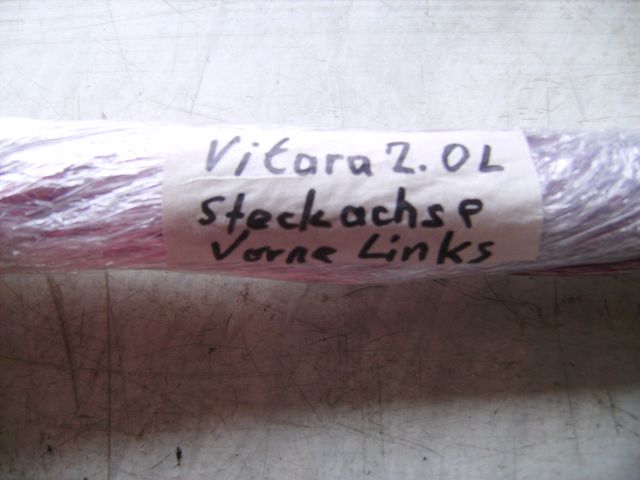 Vitara 2.0L
Steckachse
Vorne Links